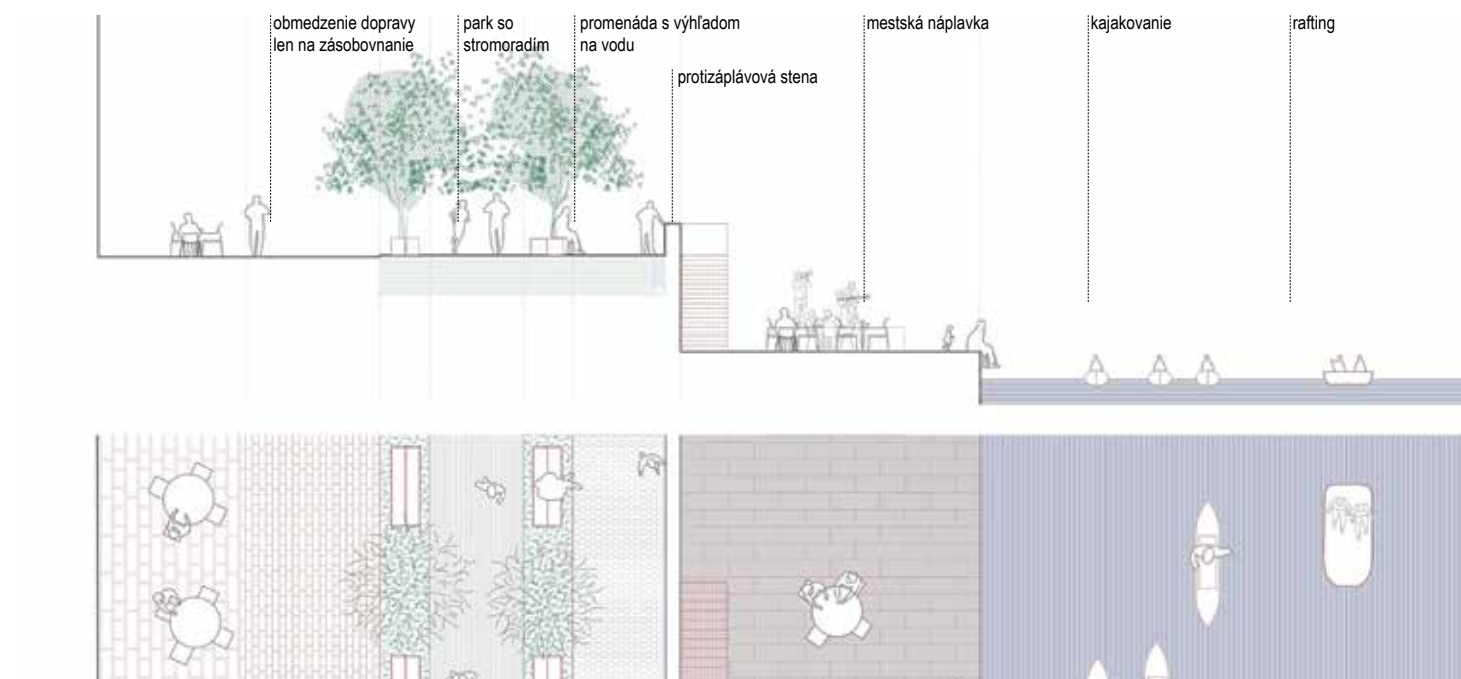 obmedzenie dopravy
len na zásobovnanie
park so
stromoradím
promenáda s výhľadom
na vodu
protizáplávová stena
mestská náplavka
kajakovanie
rafting